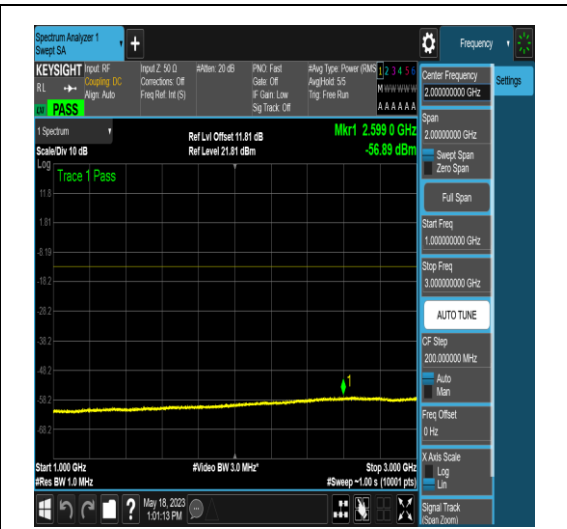 Spectrum Analyzer 1
Swept SA
+
Frequency
KEYSIGHT
RL
PASS
Input: RF
Coupling: DC
Align: Auto
Input Z: 50 Ω
Corrections: Off
Freq Ref: Int (S)
#Atten: 20 dB
PNO: Fast
Gate: Off
IF Gain: Low
Sig Track: Off
#Avg Type: Power (RMS
Avg|Hold: 5/5
Trig: Free Run
1 2 3 4 5 6
M W W W W W
A A A A A A
1 Spectrum
Scale/Div 10 dB
Ref Lvl Offset 11.81 dB
Ref Level 21.81 dBm
Mkr1 2.599 0 GHz
-56.89 dBm
Log
Trace 1 Pass
11.8
1.81
-8.19
-18.2
-28.2
-38.2
-58.2
-68.2
1
Start 1.000 GHz
#Res BW 1.0 MHz
#Video BW 3.0 MHz*
Stop 3.000 GHz
#Sweep ~1.00 s (10001 pts)
?
May 18, 2023
1:01:13 PM
Center Frequency
2.000000000 GHz
Settings
Span
2.00000000 GHz
Swept Span
Zero Span
Full Span
Start Freq
1.000000000 GHz
Stop Freq
3.000000000 GHz
AUTO TUNE
CF Step
200.000000 MHz
Auto
Man
Freq Offset
0 Hz
X Axis Scale
Log
Lin
Signal Track
(Span Zoom)